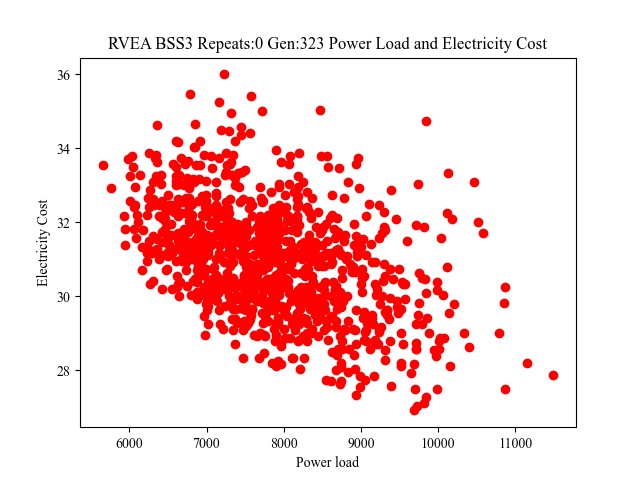 RVEA BSS3 Repeats:0 Gen:323 Power Load and Electricity Cost
Electricity Cost
36
34
32
30
28
6000 7000 8000 9000 10000 11000
Power load